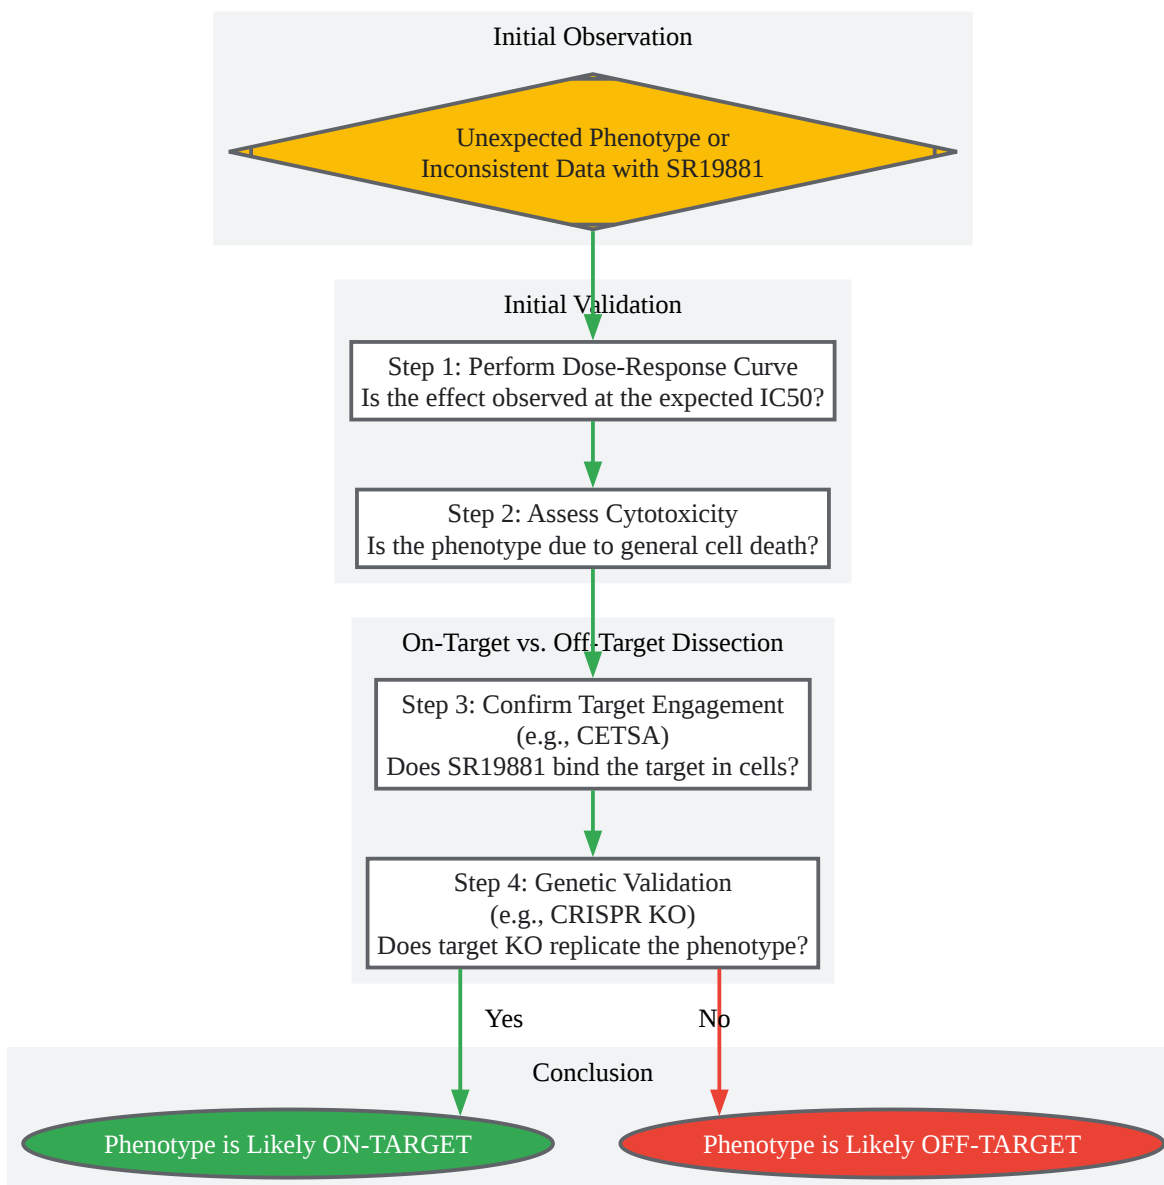 Initial Observation
Unexpected Phenotype or
Inconsistent Data with SR19881
Initial Validation
Step 1: Perform Dose-Response Curve
Is the effect observed at the expected IC50?
Step 2: Assess Cytotoxicity
Is the phenotype due to general cell death?
On-Target vs. Off-Target Dissection
Step 3: Confirm Target Engagement
(e.g., CETSA)
Does SR19881 bind the target in cells?
Step 4: Genetic Validation
(e.g., CRISPR KO)
Does target KO replicate the phenotype?
Yes
No
Conclusion
Phenotype is Likely ON-TARGET
Phenotype is Likely OFF-TARGET